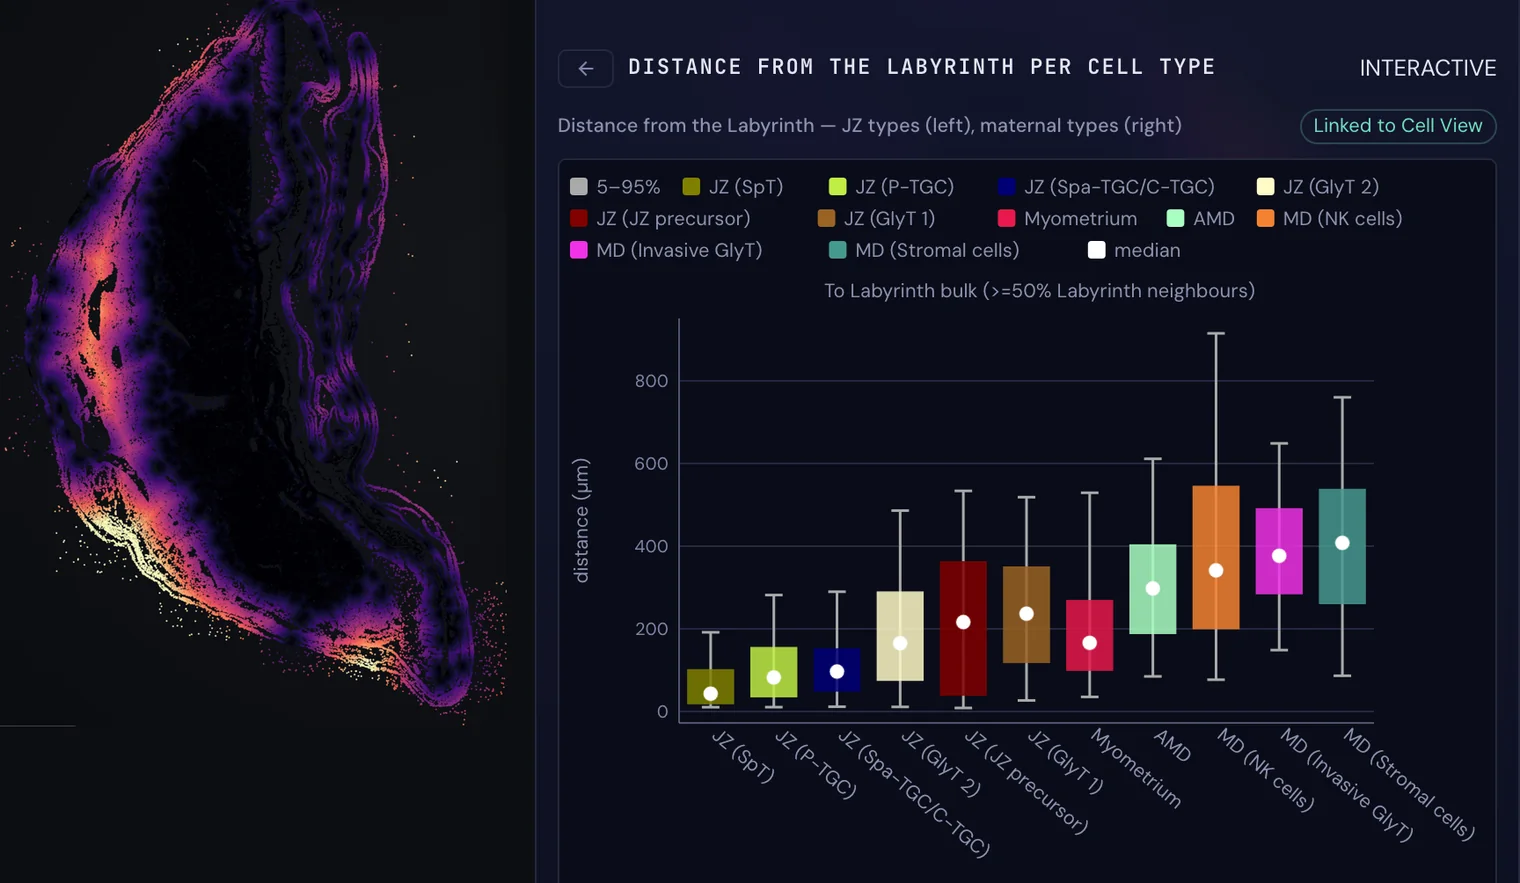 ←
DISTANCE FROM THE LABYRINTH PER CELL TYPE
INTERACTIVE
Distance from the Labyrinth — JZ types (left), maternal types (right)
Linked to Cell View
5–95% JZ (SpT) JZ (P-TGC) JZ (Spa-TGC/C-TGC) JZ (GlyT 2)
JZ (JZ precursor) JZ (GlyT 1) Myometrium AMD MD (NK cells)
MD (Invasive GlyT) MD (Stromal cells) median
To Labyrinth bulk (>=50% Labyrinth neighbours)
distance (μm)
800
600
400
200
0
JZ (SpT)
JZ (P-TGC)
JZ (Spa-TGC/C-TGC)
JZ (GlyT 2)
JZ (JZ precursor)
JZ (GlyT 1)
Myometrium
AMD
MD (NK cells)
MD (Invasive GlyT)
MD (Stromal cells)